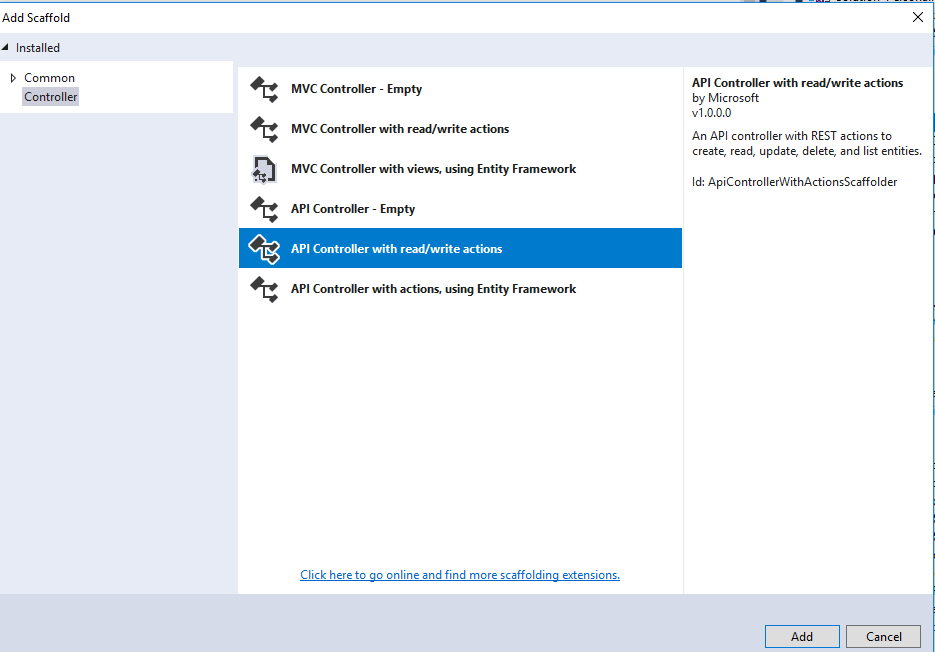 Add Scaffold
Installed
Common
Controller
MVC Controller - Empty
MVC Controller with read/write actions
MVC Controller with views, using Entity Framework
API Controller - Empty
API Controller with read/write actions
API Controller with actions, using Entity Framework
Click here to go online and find more scaffolding extensions.
API Controller with read/write actions
by Microsoft
v1.0.0.0
An API controller with REST actions to
create, read, update, delete, and list entities.
Id: ApiControllerWithActionsScaffolder
Add
Cancel